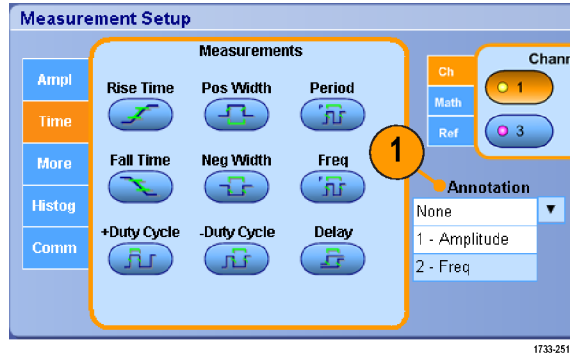 Measurement Setup
Measurements
Chann
Ampl
Time
More
Histog
Comm
Rise Time Pos Width Period
Fall Time Neg Width Freq
+Duty Cycle -Duty Cycle Delay
Ch
Math
Ref
1
3
1
Annotation
None
1 - Amplitude
2 - Freq
1733-251